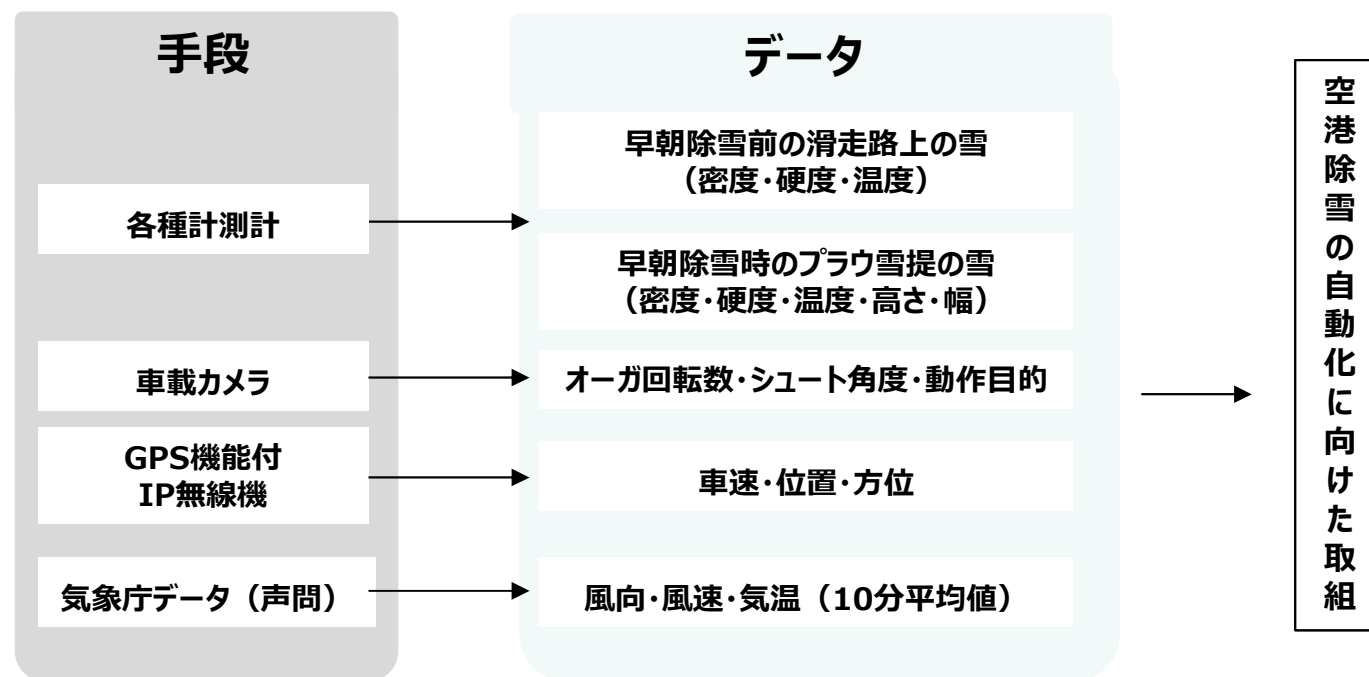 手段
データ
各種計測計
早朝除雪前の滑走路上の雪
（密度･硬度･温度）
早朝除雪時のプラウ雪提の雪
（密度･硬度･温度･高さ･幅）
車載カメラ
オーガ回転数･シュート角度･動作目的
GPS機能付
IP無線機
車速･位置･方位
気象庁データ（声問）
風向･風速･気温（10分平均値）
空港除雪の自動化に向けた取組